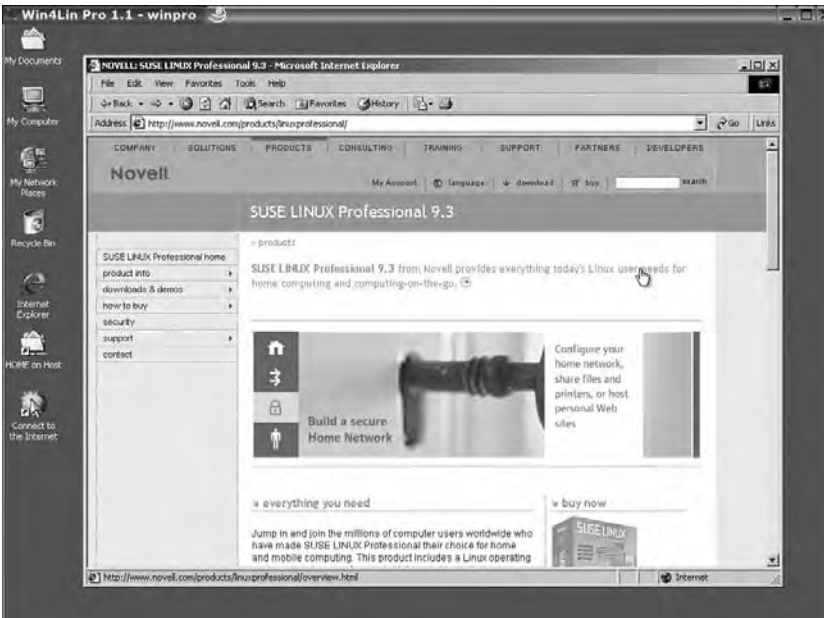 Win4Lin Pro 1.1 - winpro
My Documents
My Computer
My Network
Places
Recycle Bin
Internet
Explorer
HOME on Host
Connect to
the Internet
NOVELL: SUSE LINUX Professional 9.3 - Microsoft Internet Explorer
File Edit View Favorites Tools Help
Back Search Favorites History
Address http://www.novell.com/products/linuxprofessional/ Go Links
COMPANY SOLUTIONS PRODUCTS CONSULTING TRAINING SUPPORT PARTNERS DEVELOPERS
Novell
My Account language download buy search
SUSE LINUX Professional 9.3
» products
SUSE LINUX Professional home
product info
downloads & demos
how to buy
security
support
contact
SUSE LINUX Professional 9.3 from Novell provides everything today's Linux user needs for
home computing and computing-on-the-go.
Build a secure
Home Network
Configure your
home network,
share files and
printers, or host
personal Web
sites
» everything you need
Jump in and join the millions of computer users worldwide who
have made SUSE LINUX Professional their choice for home
and mobile computing. This product includes a Linux operating
» buy now
SUSE LINUX
http://www.novell.com/products/linuxprofessional/overview.html
Internet